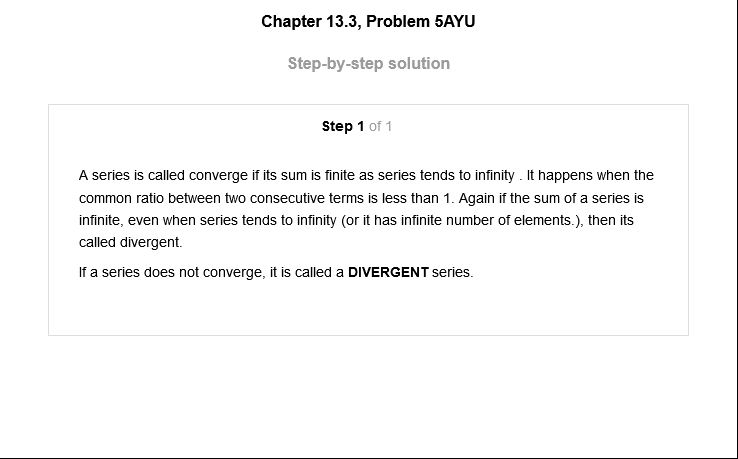 Chapter 13.3, Problem 5AYU
Step-by-step solution
Step 1 of 1
A series is called converge if its sum is finite as series tends to infinity . It happens when the
common ratio between two consecutive terms is less than 1. Again if the sum of a series is
infinite, even when series tends to infinity (or it has infinite number of elements.), then its
called divergent.
If a series does not converge, it is called a DIVERGENT series.